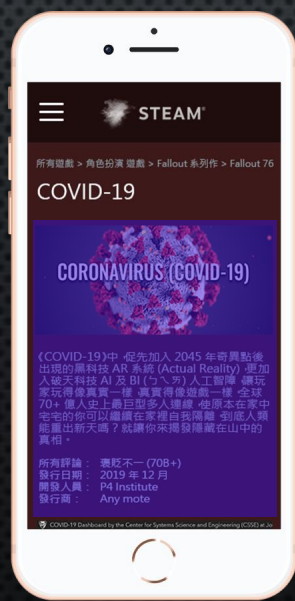 STEAM®
所有遊戲 > 角色扮演 遊戲 > Fallout 系列作 > Fallout 76
COVID-19
CORONAVIRUS (COVID-19)
《COVID-19》中 促先加入 2045 年奇異點後
出現的黑科技 AR 系統 (Actual Reality) 更加
入破天科技 AI 及 BI (ㄅㄟㄞ) 人工智障 讓玩
家玩得像真實一樣 真實得像遊戲一樣 全球
70+ 億人史上最巨型多人連線 使原本在家中
宅宅的你可以繼續在家裡自我隔離 到底人類
能重出新天嗎？就讓你來揭發隱藏在山中的
真相。
所有評論： 褒貶不一 (70B+)
發行日期： 2019 年 12 月
開發人員： P4 Institute
發行商： Any mote
COVID-19 Dashboard by the Center for Systems Science and Engineering (CSSE) at Jo